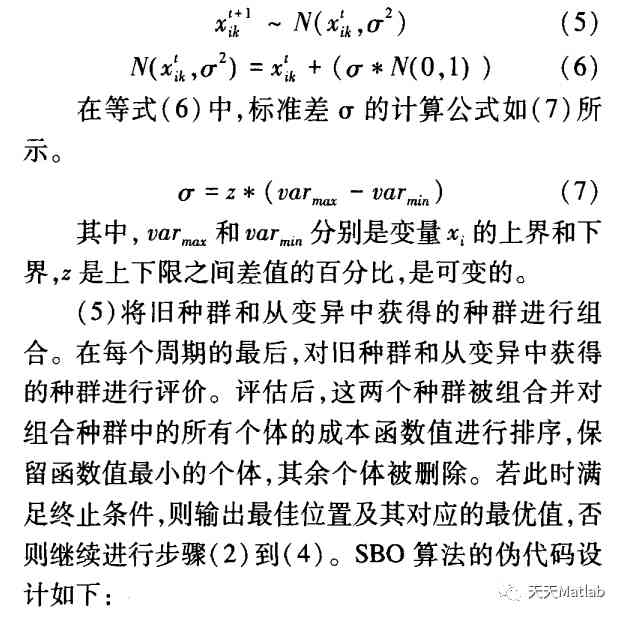 x_{ik}^{t+1} ~ N(x_{ik}^{t},σ^{2}) (5)
N(x_{ik}^{t},σ^{2}) = x_{ik}^{t} + (σ*N(0,1) ) (6)
在等式(6)中,标准差 σ 的计算公式如(7)所
示。
σ = z * (var_{max} - var_{min}) (7)
其中, var_{max} 和 var_{min} 分别是变量 x_{i} 的上界和下
界,z 是上下限之间差值的百分比,是可变的。
(5)将旧种群和从变异中获得的种群进行组
合。在每个周期的最后,对旧种群和从变异中获得
的种群进行评价。评估后,这两个种群被组合并对
组合种群中的所有个体的成本函数值进行排序,保
留函数值最小的个体,其余个体被删除。若此时满
足终止条件,则输出最佳位置及其对应的最优值,否
则继续进行步骤(2)到(4)。SBO 算法的伪代码设
计如下:
天天Matlab